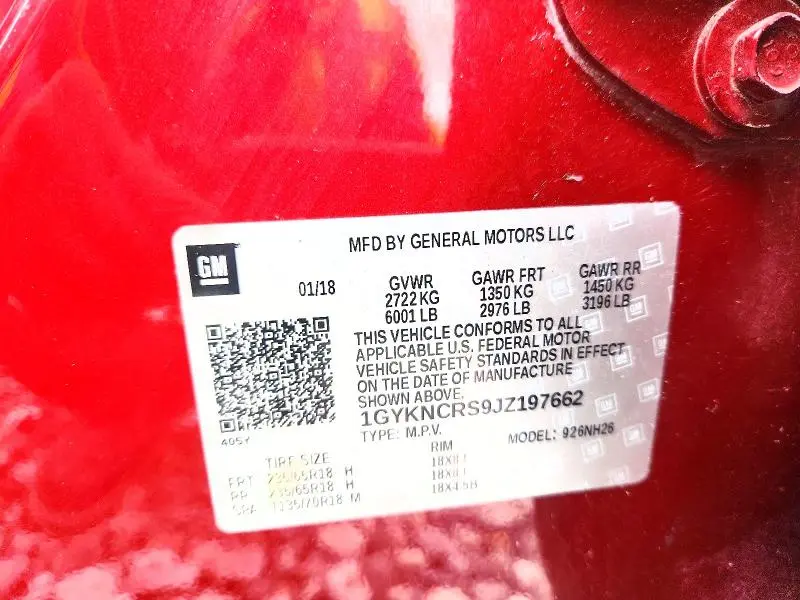 MFD BY GENERAL MOTORS LLC
GM
01/18
GVWR GAWR FRT GAWR RR
2722 KG 1350 KG 1450 KG
6001 LB 2976 LB 3196 LB
THIS VEHICLE CONFORMS TO ALL
APPLICABLE U.S. FEDERAL MOTOR
VEHICLE SAFETY STANDARDS IN EFFECT
ON THE DATE OF MANUFACTURE
SHOWN ABOVE.
1GYKNCRS9JZ197662
405Y
TYPE: M.P.V. MODEL: 926NH26
TIRE SIZE RIM
FRT 235/65R18 H 18X8J
RR 235/65R18 H 18X8J
SPA T135/70R18 M 18X4.5B